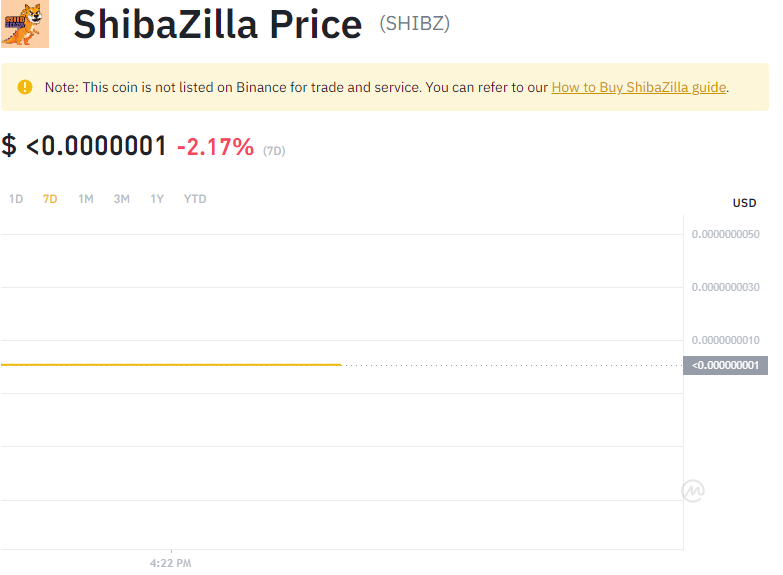 ShibaZilla Price (SHIBZ)
Note: This coin is not listed on Binance for trade and service. You can refer to our How to Buy ShibaZilla guide.
$ <0.0000001 -2.17% (7D)
1D 7D 1M 3M 1Y YTD
USD
0.0000000050
0.0000000030
0.0000000010
<0.000000001
4:22 PM